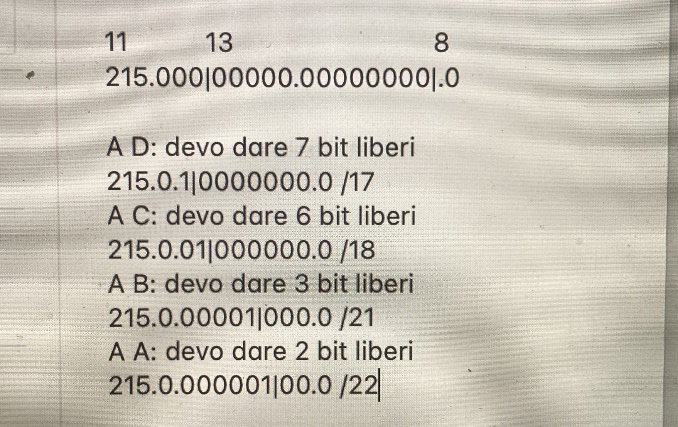 11 13 8
215.000|00000.00000000|.0
A D: devo dare 7 bit liberi
215.0.1|0000000.0 /17
A C: devo dare 6 bit liberi
215.0.01|000000.0 /18
A B: devo dare 3 bit liberi
215.0.00001|000.0 /21
A A: devo dare 2 bit liberi
215.0.000001|00.0 /22